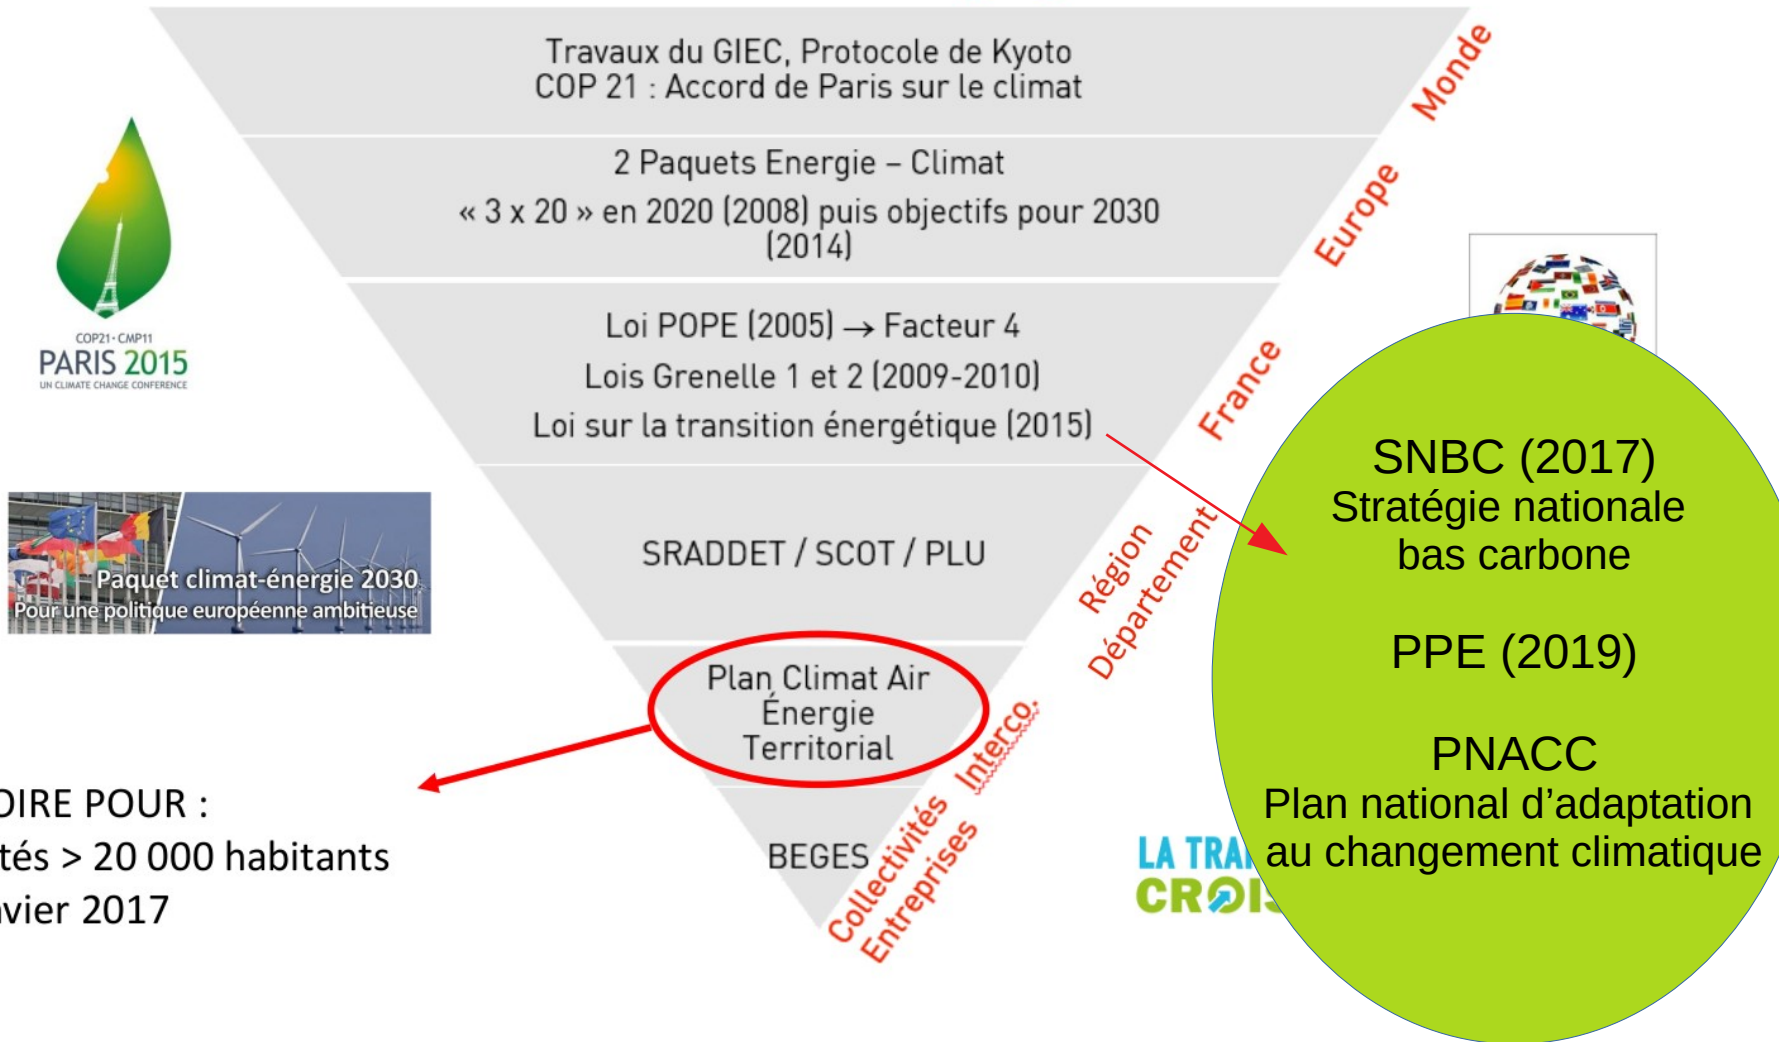 Travaux du GIEC, Protocole de Kyoto
COP 21 : Accord de Paris sur le climat
Monde
2 Paquets Energie – Climat
« 3 x 20 » en 2020 (2008) puis objectifs pour 2030
(2014)
Europe
Loi POPE (2005) → Facteur 4
Lois Grenelle 1 et 2 (2009-2010)
Loi sur la transition énergétique (2015)
France
SRADDET / SCOT / PLU
Région
Département
Plan Climat Air
Énergie
Territorial
Interco.
BEGES
Collectivités
Entreprises
COP21•CMP11
PARIS 2015
UN CLIMATE CHANGE CONFERENCE
Paquet climat-énergie 2030
Pour une politique européenne ambitieuse
OIRE POUR :
tés > 20 000 habitants
vier 2017
SNBC (2017)
Stratégie nationale
bas carbone
PPE (2019)
PNACC
Plan national d’adaptation
au changement climatique
LA TRA
CROIS